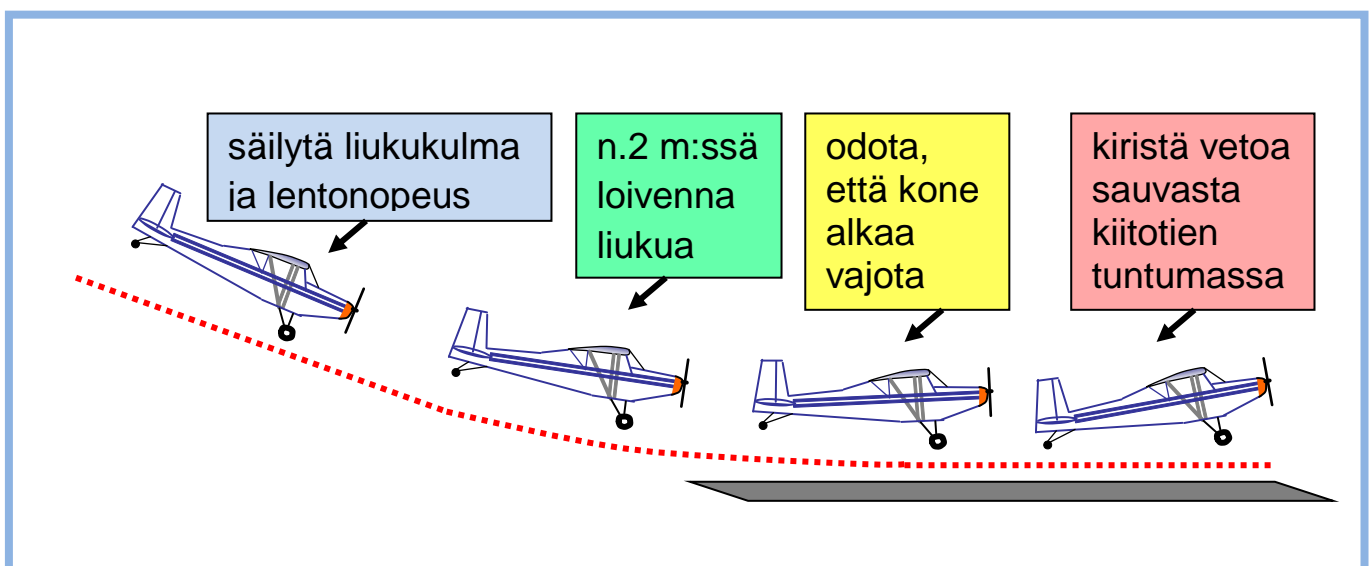 säilytä liukukulma
ja lentonopeus
n.2 m:ssä
loivenna
liukua
odota,
että kone
alkaa
vajota
kiristä vetoa
sauvasta
kiitotien
tuntumassa